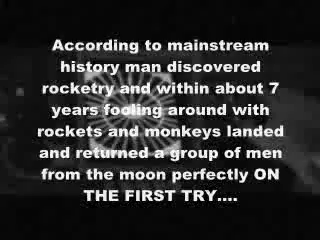 According to mainstream
history man discovered
rocketry and within about 7
years fooling around with
rockets and monkeys landed
and returned a group of men
from the moon perfectly ON
THE FIRST TRY....